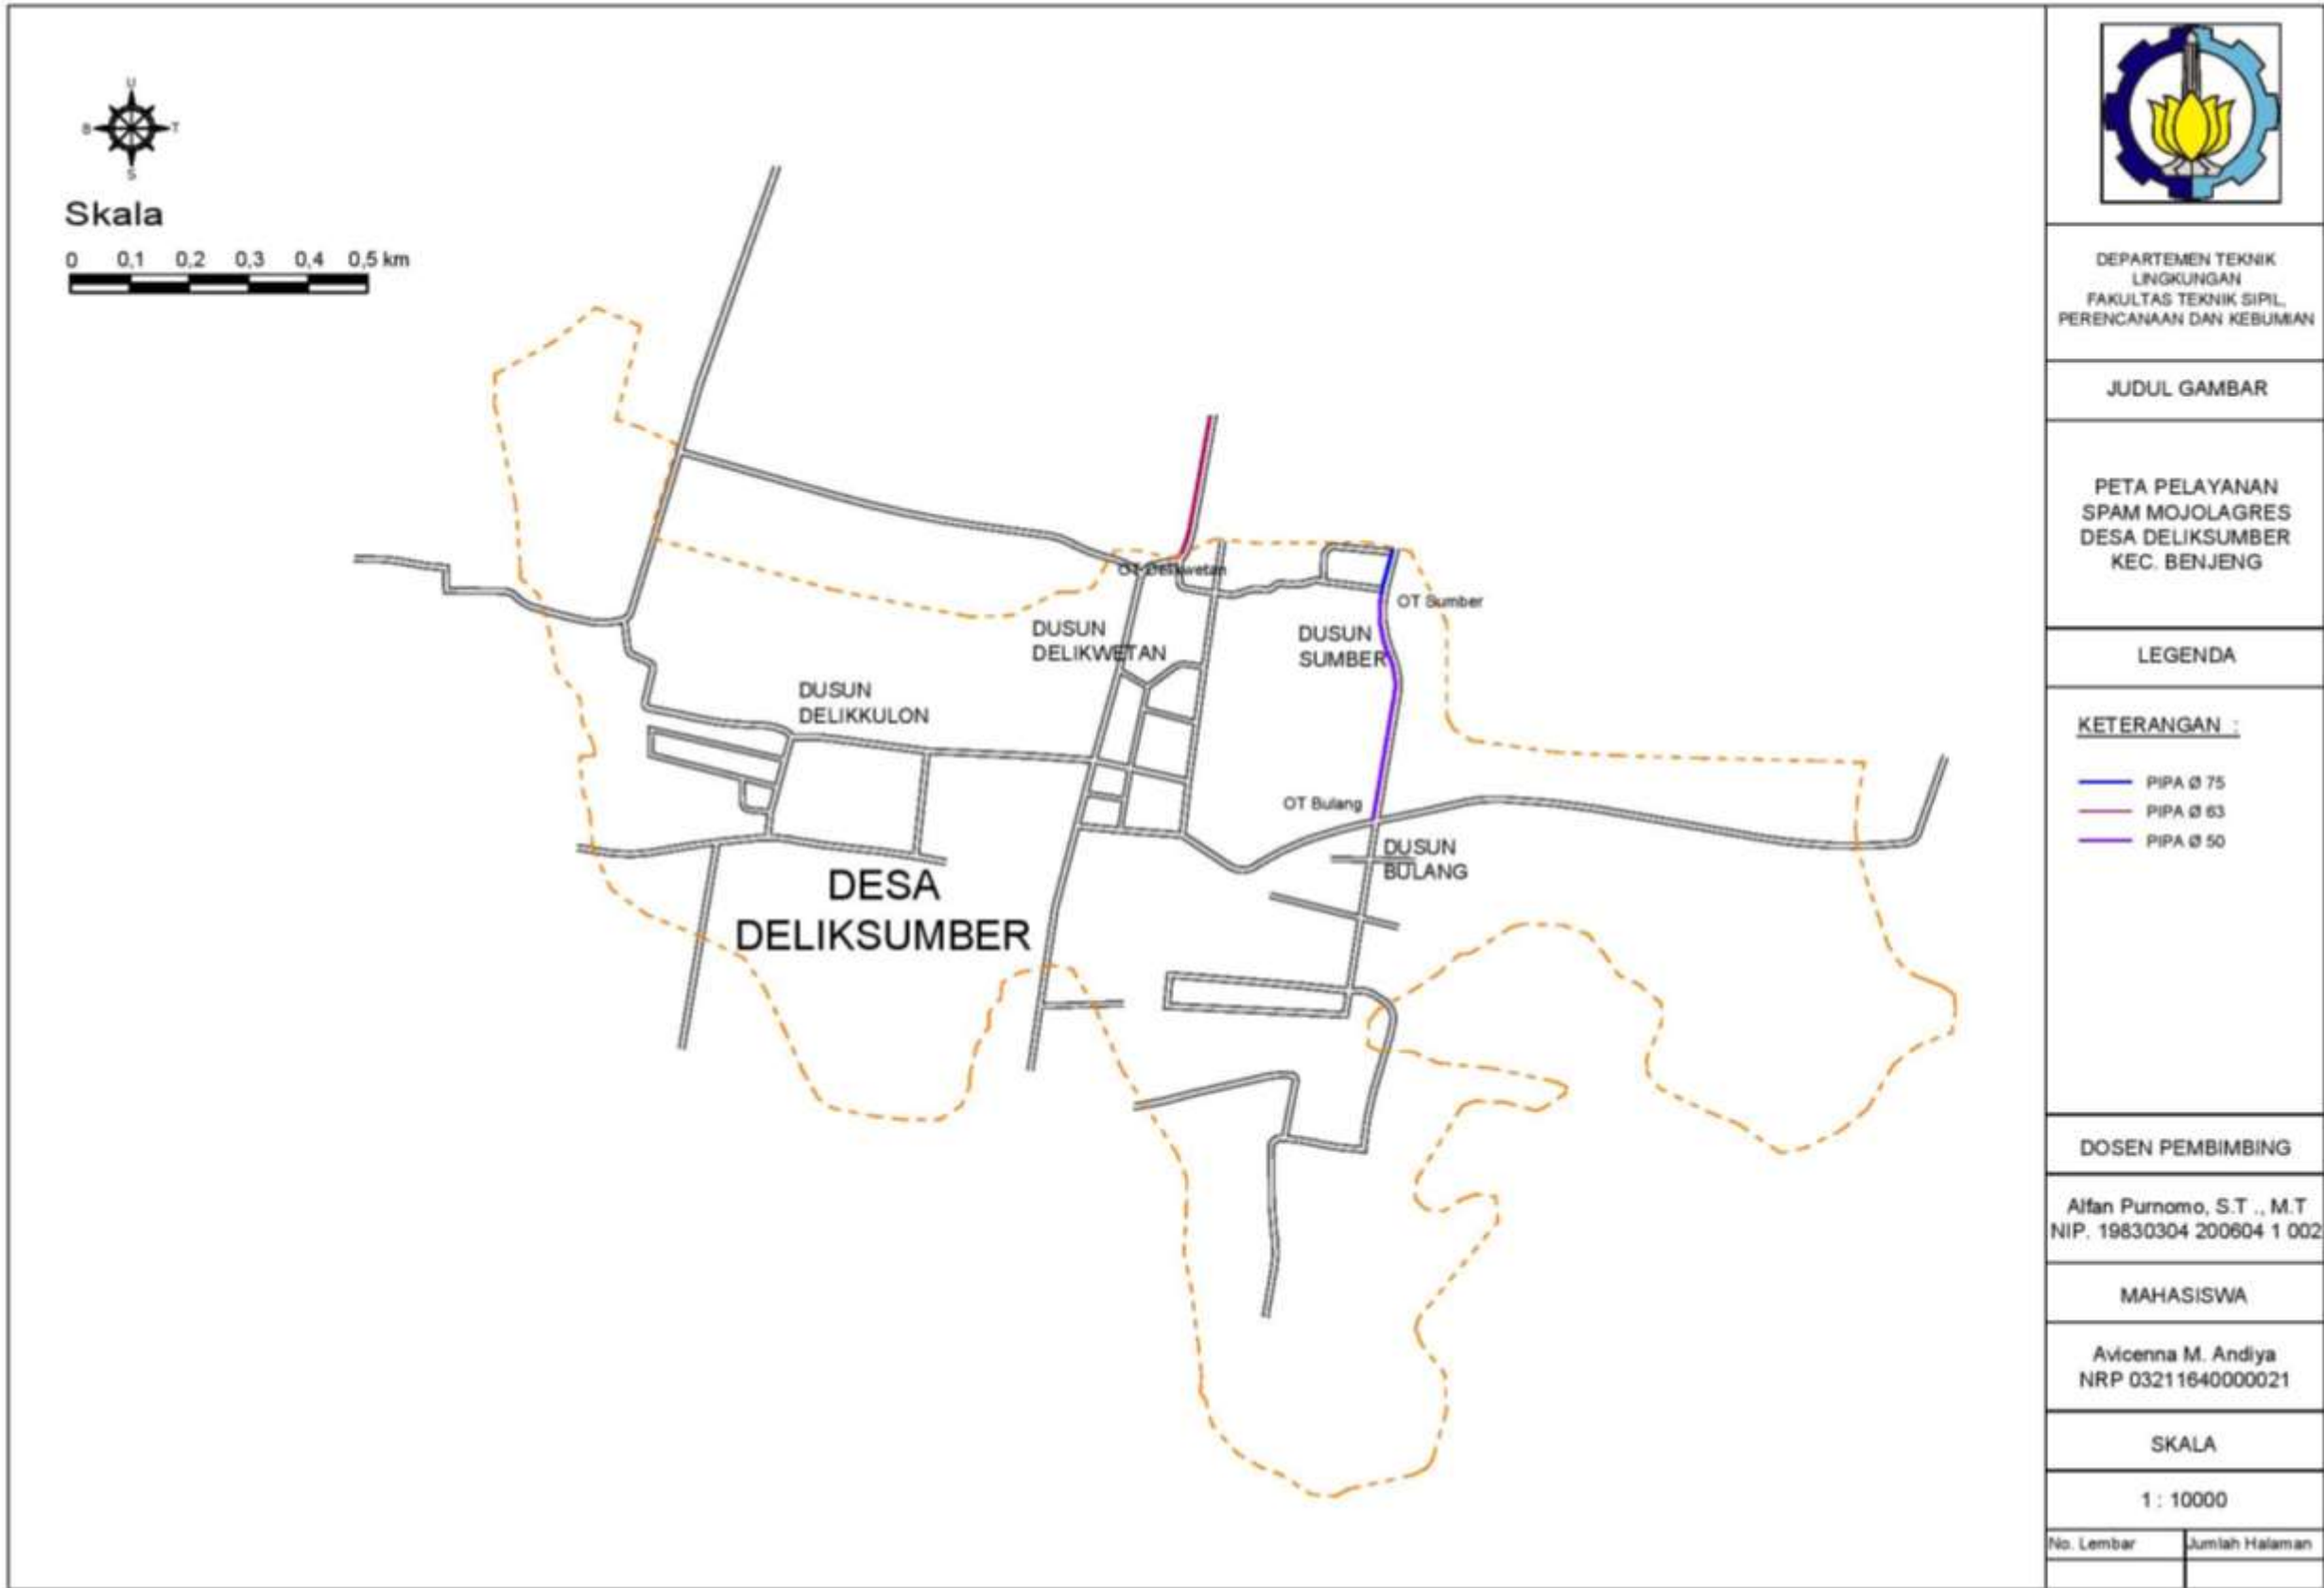 U
B
T
S
Skala
0 0,1 0,2 0,3 0,4 0,5 km
OT Delikwetan
OT Sumber
DUSUN
DELIKWETAN
DUSUN
SUMBER
DUSUN
DELIKKULON
OT Bulang
DUSUN
BULANG
DESA
DELIKSUMBER
DEPARTEMEN TEKNIK
LINGKUNGAN
FAKULTAS TEKNIK SIPIL,
PERENCANAAN DAN KEBUMIAN
JUDUL GAMBAR
PETA PELAYANAN
SPAM MOJOLAGRES
DESA DELIKSUMBER
KEC. BENJENG
LEGENDA
KETERANGAN :
PIPA Ø 75
PIPA Ø 63
PIPA Ø 50
DOSEN PEMBIMBING
Alfan Purnomo, S.T ., M.T
NIP. 19830304 200604 1 002
MAHASISWA
Avicenna M. Andiya
NRP 03211640000021
SKALA
1 : 10000
No. Lembar
Jumlah Halaman